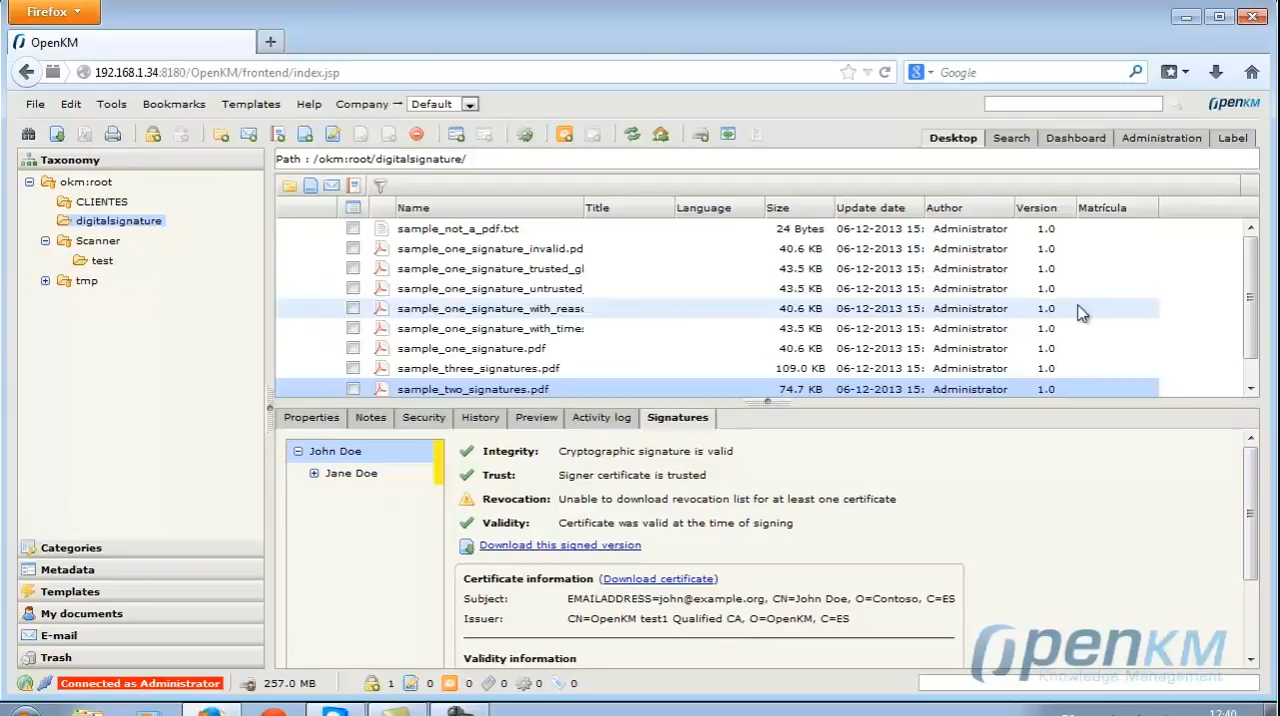 Firefox
OpenKM
192.168.1.34:8180/OpenKM/frontend/index.jsp
Google
File Edit Tools Bookmarks Templates Help Company Default
OPENKM
Desktop Search Dashboard Administration Label
Taxonomy
Path : /okm:root/digitalsignature/
okm:root
CLIENTES
digitalsignature
Scanner
test
tmp
Name Title Language Size Update date Author Version Matrícula
sample_not_a_pdf.txt 24 Bytes 06-12-2013 15: Administrator 1.0
sample_one_signature_invalid.pd 40.6 KB 06-12-2013 15: Administrator 1.0
sample_one_signature_trusted_gl 43.5 KB 06-12-2013 15: Administrator 1.0
sample_one_signature_untrusted_ 43.5 KB 06-12-2013 15: Administrator 1.0
sample_one_signature_with_reaso 40.6 KB 06-12-2013 15: Administrator 1.0
sample_one_signature_with_times 43.5 KB 06-12-2013 15: Administrator 1.0
sample_one_signature.pdf 40.6 KB 06-12-2013 15: Administrator 1.0
sample_three_signatures.pdf 109.0 KB 06-12-2013 15: Administrator 1.0
sample_two_signatures.pdf 74.7 KB 06-12-2013 15: Administrator 1.0
Properties Notes Security History Preview Activity log Signatures
John Doe
Jane Doe
Integrity: Cryptographic signature is valid
Trust: Signer certificate is trusted
Revocation: Unable to download revocation list for at least one certificate
Validity: Certificate was valid at the time of signing
Download this signed version
Certificate information (Download certificate)
Subject: EMAILADDRESS=john@example.org, CN=John Doe, O=Contoso, C=ES
Issuer: CN=OpenKM test1 Qualified CA, O=OpenKM, C=ES
Validity information
Categories
Metadata
Templates
My documents
E-mail
Trash
OpenKM
Knowledge Management
Connected as Administrator 257.0 MB 1 0 0 0 0 0
12:40